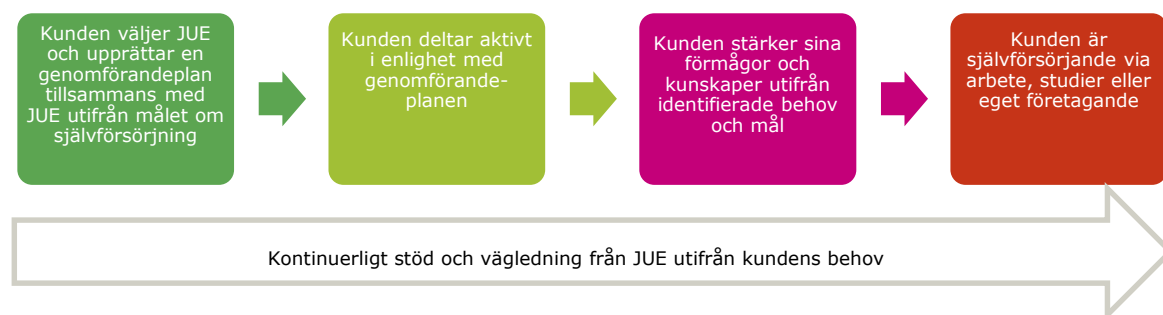 Kunden väljer JUE
och upprättar en
genomförandeplan
tillsammans med
JUE utifrån målet om
självförsörjning
Kunden deltar aktivt
i enlighet med
genomförande-
planen
Kunden stärker sina
förmågor och
kunskaper utifrån
identifierade behov
och mål
Kunden är
självförsörjande via
arbete, studier eller
eget företagande
Kontinuerligt stöd och vägledning från JUE utifrån kundens behov